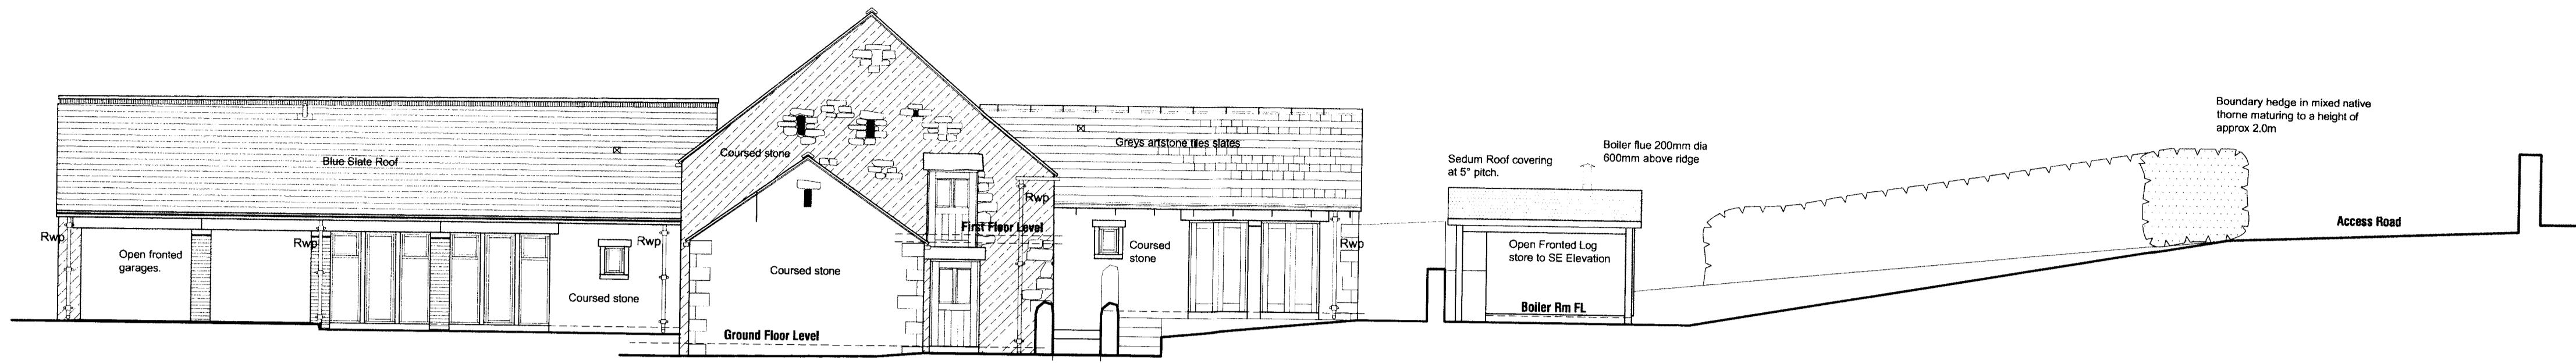 Blue Slate Roof
Rwp
Open fronted
garages.
Rwp
Rwp
Coursed stone
Coursed stone
Coursed stone
Ground Floor Level
First Floor Level
Rwp
Greys artstone tiles slates
Coursed
stone
Rwp
Sedum Roof covering
at 5° pitch.
Boiler flue 200mm dia
600mm above ridge
Open Fronted Log
store to SE Elevation
Boiler Rm FL
Boundary hedge in mixed native
thorne maturing to a height of
approx 2.0m
Access Road